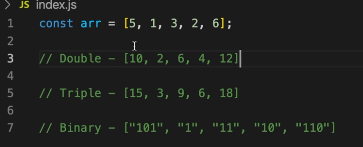 JS index.js
1 const arr = [5, 1, 3, 2, 6];
2
3 // Double - [10, 2, 6, 4, 12]
4
5 // Triple - [15, 3, 9, 6, 18]
6
7 // Binary - ["101", "1", "11", "10", "110"]